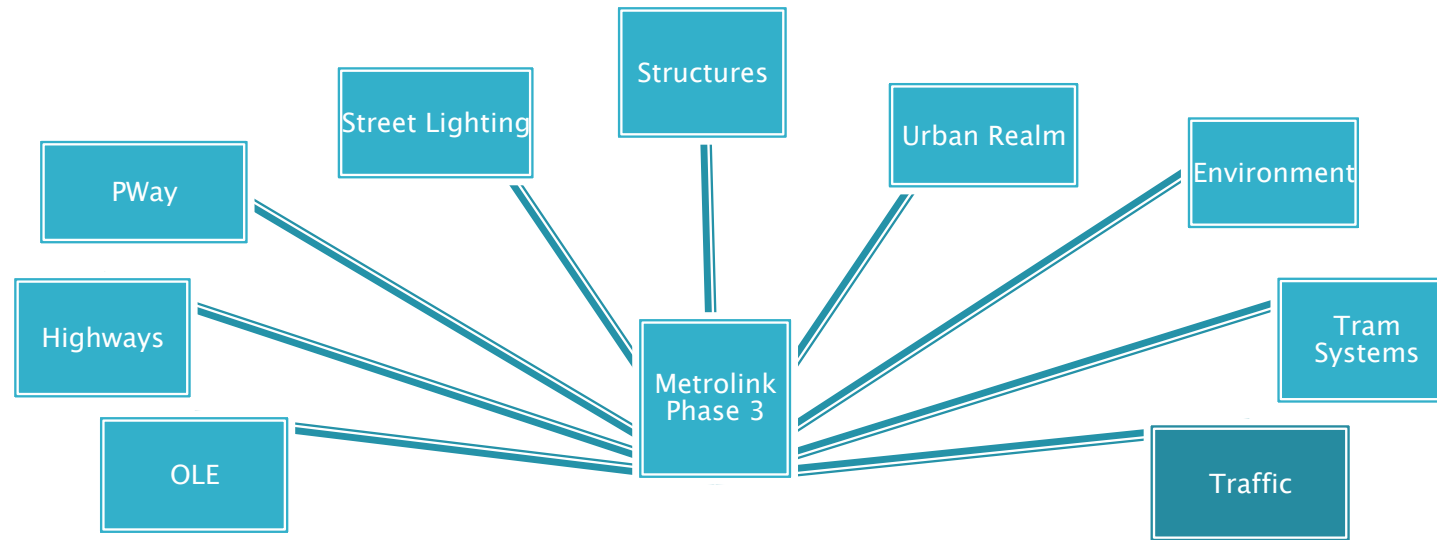 Structures
Street Lighting
Urban Realm
PWay
Environment
Highways
Tram
Systems
Metrolink
Phase 3
OLE
Traffic